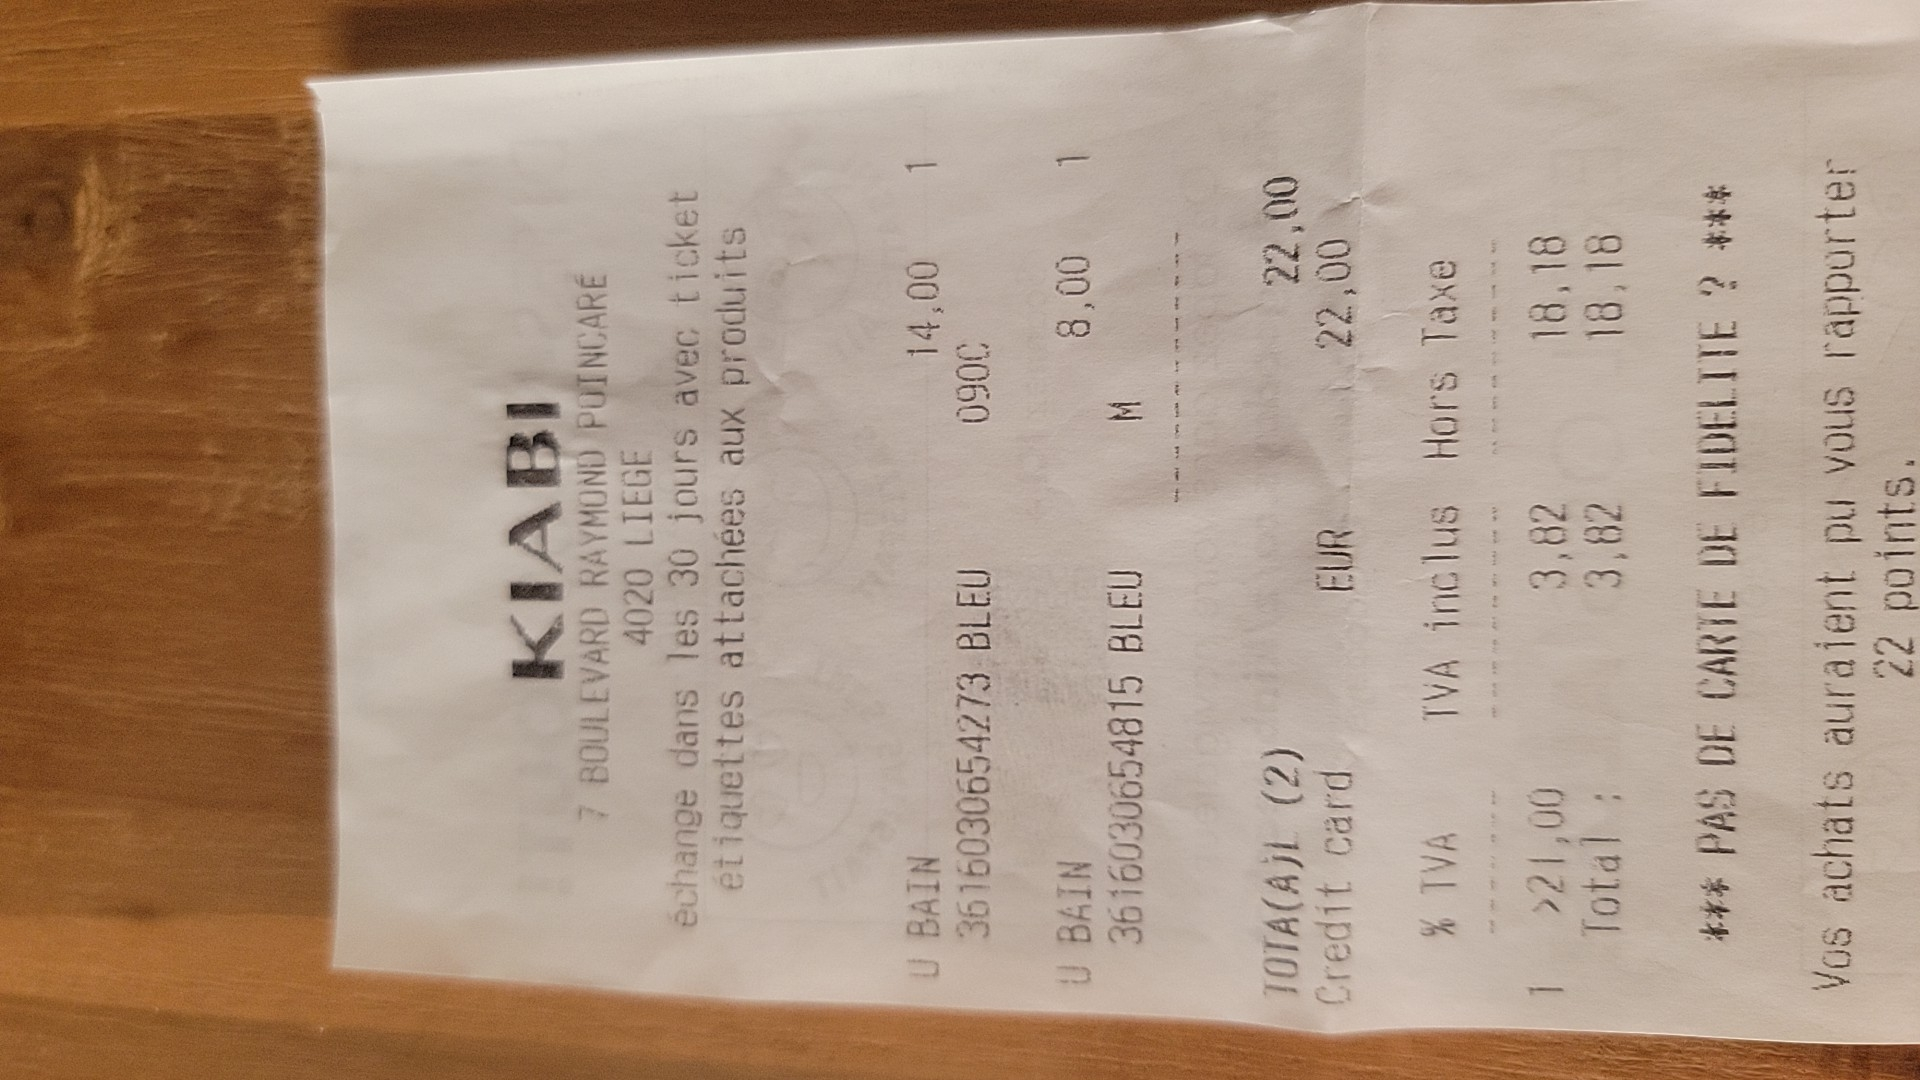 KIABI
7 BOULEVARD RAYMOND POINCARÉ
4020 LIEGE
échange dans les 30 jours avec ticket
étiquettes attachées aux produits
U BAIN 14,00 1
3616030654273 BLEU 090C
U BAIN 8,00 1
3616030654815 BLEU M
TOTA(A)L (2) 22,00
Credit card EUR 22,00
% TVA TVA inclus Hors Taxe
1 >21,00 3,82 18,18
Total : 3,82 18,18
*** PAS DE CARTE DE FIDELITE ? ***
Vos achats auraient pu vous rapporter
22 points.